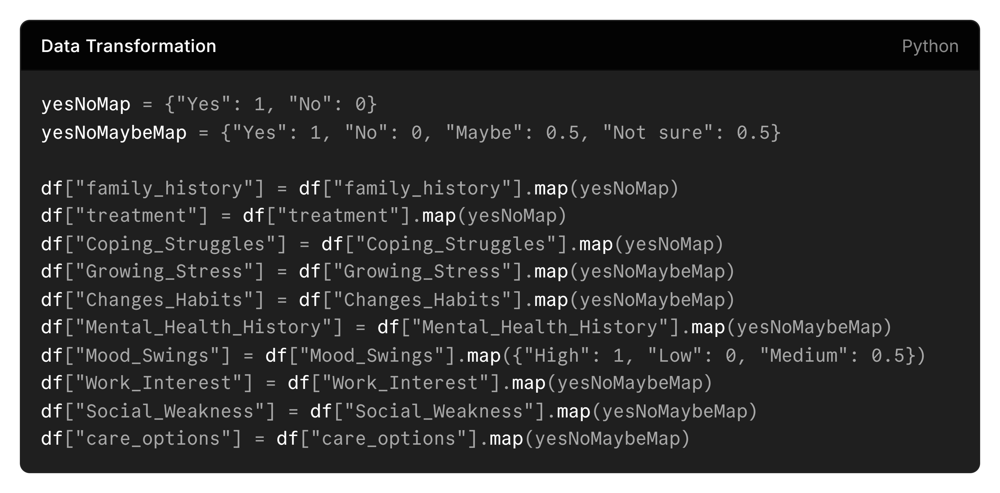 Data Transformation
Python
yesNoMap = {"Yes": 1, "No": 0}
yesNoMaybeMap = {"Yes": 1, "No": 0, "Maybe": 0.5, "Not sure": 0.5}
df["family_history"] = df["family_history"].map(yesNoMap)
df["treatment"] = df["treatment"].map(yesNoMap)
df["Coping_Struggles"] = df["Coping_Struggles"].map(yesNoMap)
df["Growing_Stress"] = df["Growing_Stress"].map(yesNoMaybeMap)
df["Changes_Habits"] = df["Changes_Habits"].map(yesNoMaybeMap)
df["Mental_Health_History"] = df["Mental_Health_History"].map(yesNoMaybeMap)
df["Mood_Swings"] = df["Mood_Swings"].map({"High": 1, "Low": 0, "Medium": 0.5})
df["Work_Interest"] = df["Work_Interest"].map(yesNoMaybeMap)
df["Social_Weakness"] = df["Social_Weakness"].map(yesNoMaybeMap)
df["care_options"] = df["care_options"].map(yesNoMaybeMap)